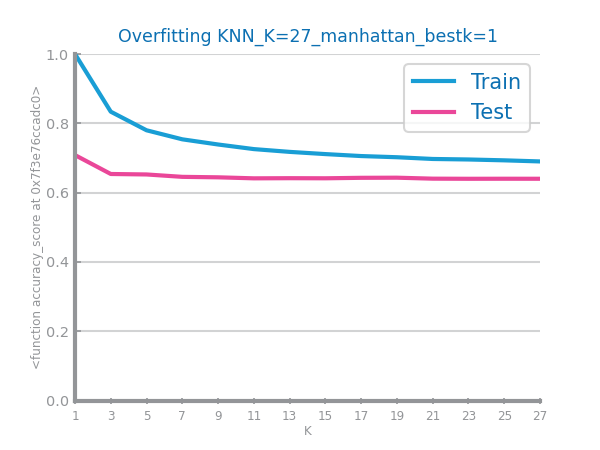 Overfitting KNN_K=27_manhattan_bestk=1
<function accuracy_score at 0x7f3e76ccadc0>
1.0
0.8
0.6
0.4
0.2
0.0
Train
Test
1 3 5 7 9 11 13 15 17 19 21 23 25 27
K